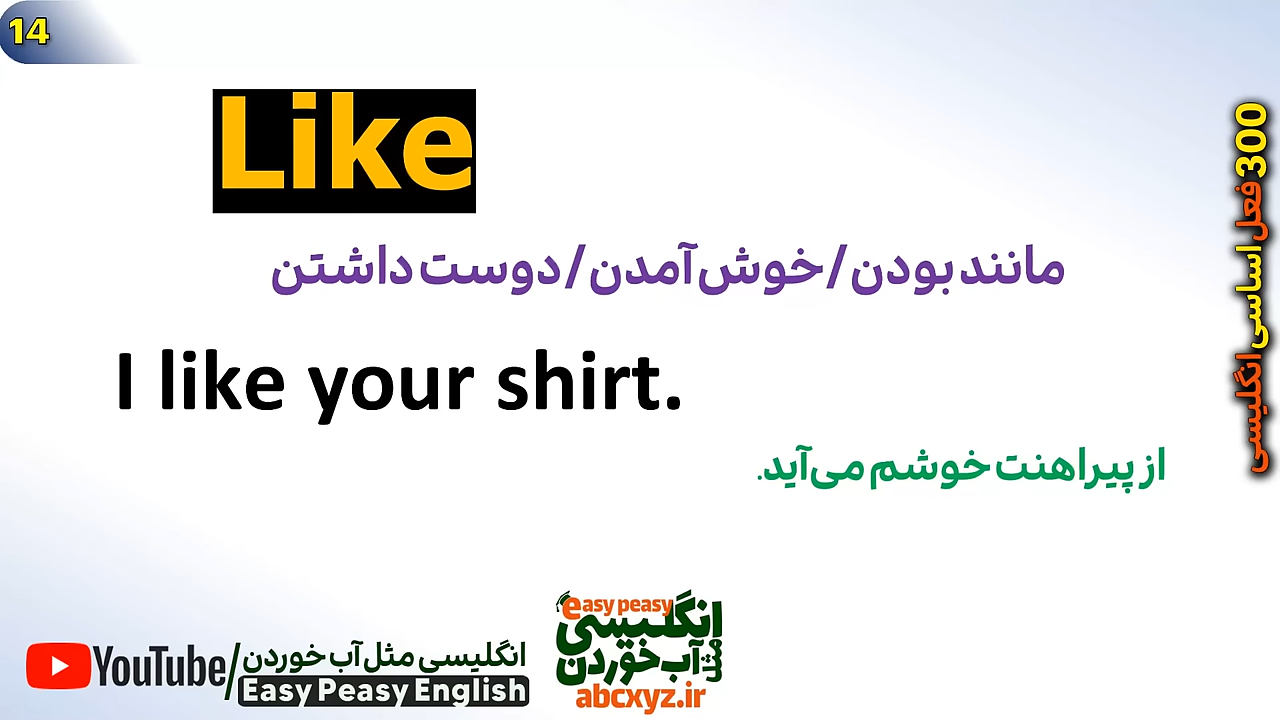 14
Like
مانند بودن/خوش آمدن/دوست داشتن
I like your shirt.
از پیراهنت خوشم می‌آید.
300 فعل اساسی انگلیسی
YouTube/انگلیسی مثل آب خوردن
Easy Peasy English
easy peasy
انگلیسی
مثل
آب خوردن
abcxyz.ir